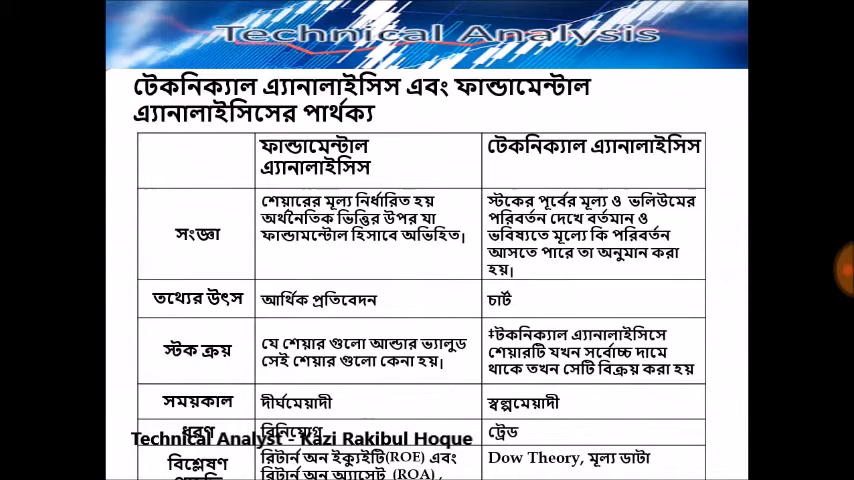 Technical Analysis
টেকনিক্যাল এ্যানালাইসিস এবং ফান্ডামেন্টাল
এ্যানালাইসিসের পার্থক্য
ফান্ডামেন্টাল
এ্যানালাইসিস
টেকনিক্যাল এ্যানালাইসিস
সংজ্ঞা
শেয়ারের মূল্য নির্ধারিত হয়
অর্থনৈতিক ভিত্তির উপর যা
ফান্ডামন্টোল হিসাবে অভিহিত।
স্টকের পূর্বের মূল্য ও ভলিউমের
পরিবর্তন দেখে বর্তমান ও
ভবিষ্যতে মূল্যে কি পরিবর্তন
আসতে পারে তা অনুমান করা
হয়।
তথ্যের উৎস
আর্থিক প্রতিবেদন
চার্ট
স্টক ক্রয়
যে শেয়ার গুলো আন্ডার ভ্যালুড
সেই শেয়ার গুলো কেনা হয়।
‡টকনিক্যাল এ্যানালাইসিসে
শেয়ারটি যখন সর্বোচ্চ দামে
থাকে তখন সেটি বিক্রয় করা হয়
সময়কাল
দীর্ঘমেয়াদী
স্বল্পমেয়াদী
ধরণ
বিনিয়োগ
ট্রেড
Technical Analyst - Kazi Rakibul Hoque
বিশ্লেষণ
রিটার্ন অন ইক্যুইটি(ROE) এবং
রিটার্ন অন অ্যাসেট (ROA) ,
Dow Theory, মূল্য ডাটা